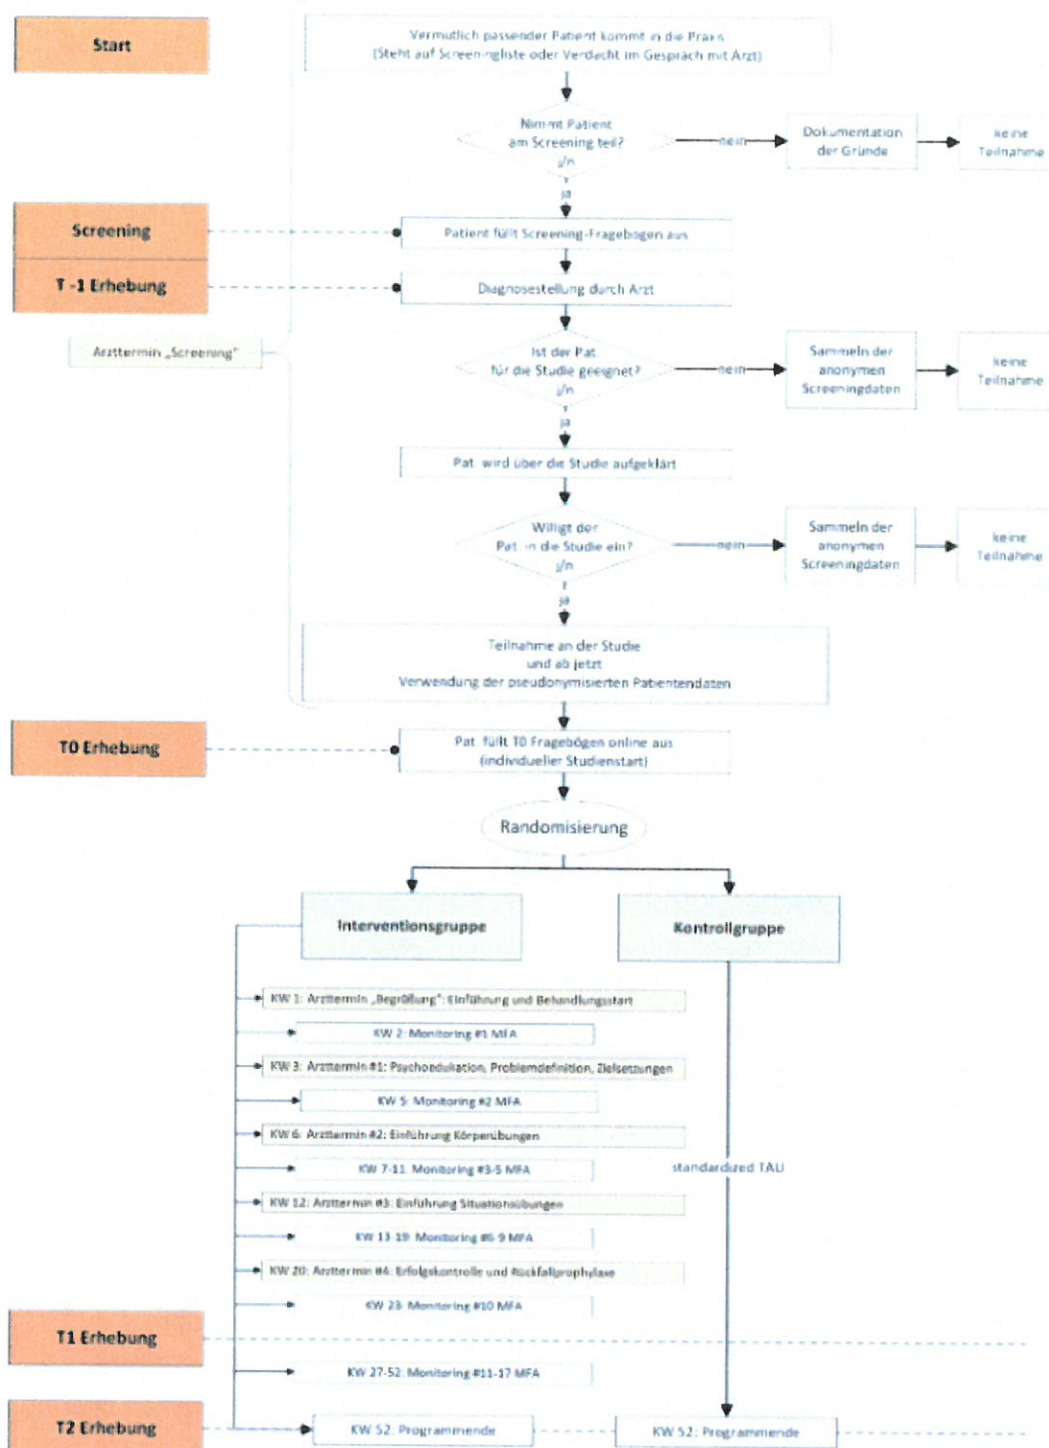 Start
Vermutlich passender Patient kommt in die Praxis
(Steht auf Screeningliste oder Verdacht im Gespräch mit Arzt)
Nimmt Patient
am Screening teil?
j/n
nein
Dokumentation
der Gründe
keine
Teilnahme
ja
Screening
Patient füllt Screening-Fragebogen aus
T -1 Erhebung
Diagnosestellung durch Arzt
Arzttermin „Screening“
Ist der Pat.
für die Studie geeignet?
j/n
nein
Sammeln der
anonymen
Screeningdaten
keine
Teilnahme
ja
Pat. wird über die Studie aufgeklärt
Willigt der
Pat. in die Studie ein?
j/n
nein
Sammeln der
anonymen
Screeningdaten
keine
Teilnahme
ja
Teilnahme an der Studie
und ab jetzt
Verwendung der pseudonymisierten Patientendaten
T0 Erhebung
Pat. füllt T0 Fragebögen online aus
(individueller Studienstart)
Randomisierung
Interventionsgruppe
Kontrollgruppe
KW 1: Arzttermin „Begrüßung“: Einführung und Behandlungsstart
KW 2: Monitoring #1 MFA
KW 3: Arzttermin #1: Psychoedukation, Problemdefinition, Zielsetzungen
KW 5: Monitoring #2 MFA
KW 6: Arzttermin #2: Einführung Körperübungen
KW 7-11: Monitoring #3-5 MFA
standardized TAU
KW 12: Arzttermin #3: Einführung Situationsübungen
KW 13-19: Monitoring #6-9 MFA
KW 20: Arzttermin #4: Erfolgskontrolle und Rückfallprophylaxe
KW 23: Monitoring #10 MFA
T1 Erhebung
KW 27-52: Monitoring #11-17 MFA
T2 Erhebung
KW 52: Programmende
KW 52: Programmende